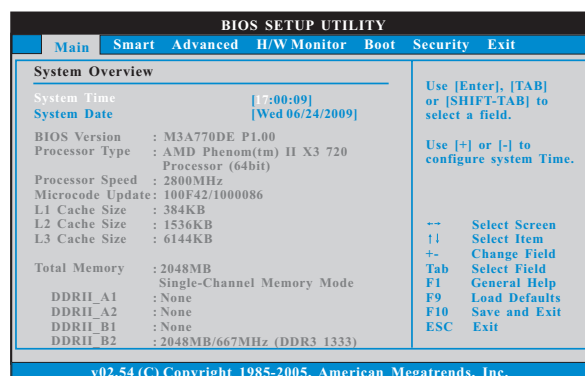 BIOS SETUP UTILITY
Main Smart Advanced H/W Monitor Boot Security Exit
System Overview
System Time [17:00:09]
System Date [Wed 06/24/2009]
BIOS Version : M3A770DE P1.00
Processor Type : AMD Phenom(tm) II X3 720
Processor (64bit)
Processor Speed : 2800MHz
Microcode Update : 100F42/1000086
L1 Cache Size : 384KB
L2 Cache Size : 1536KB
L3 Cache Size : 6144KB
Total Memory : 2048MB
Single-Channel Memory Mode
DDRII_A1 : None
DDRII_A2 : None
DDRII_B1 : None
DDRII_B2 : 2048MB/667MHz (DDR3 1333)
Use [Enter], [TAB]
or [SHIFT-TAB] to
select a field.
Use [+] or [-] to
configure system Time.
←→ Select Screen
↑↓ Select Item
+- Change Field
Tab Select Field
F1 General Help
F9 Load Defaults
F10 Save and Exit
ESC Exit
v02.54 (C) Copyright 1985-2005, American Megatrends, Inc.